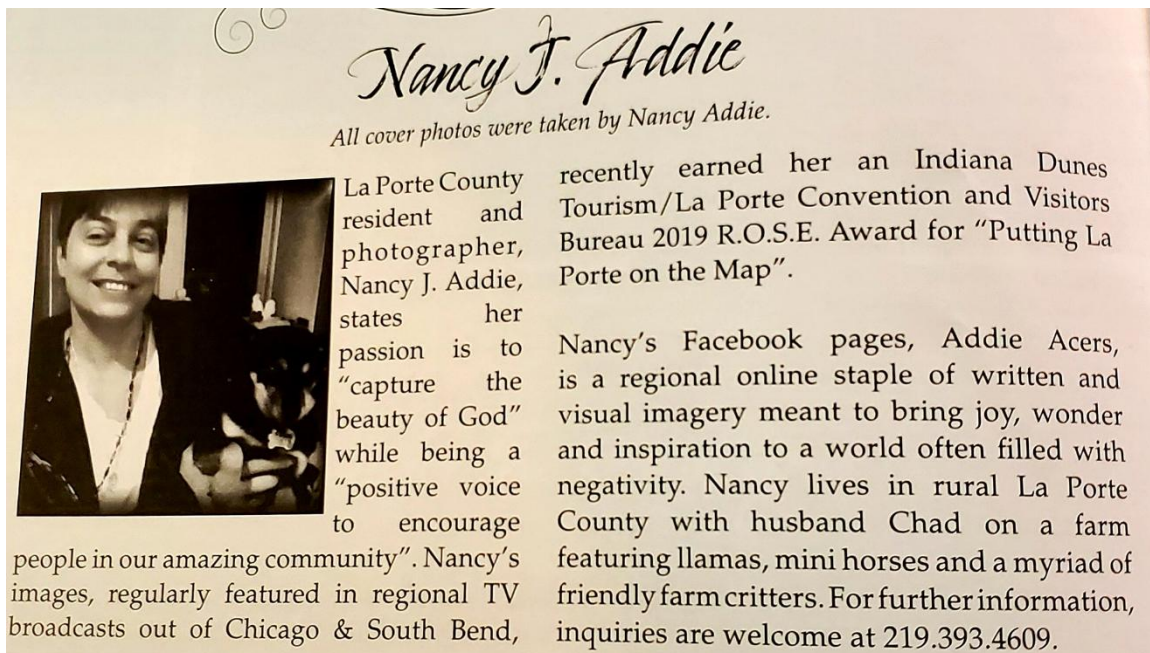 Nancy J. Addie
All cover photos were taken by Nancy Addie.
La Porte County
resident and
photographer,
Nancy J. Addie,
states her
passion is to
“capture the
beauty of God”
while being a
“positive voice
to encourage
people in our amazing community”. Nancy’s
images, regularly featured in regional TV
broadcasts out of Chicago & South Bend,
recently earned her an Indiana Dunes
Tourism/La Porte Convention and Visitors
Bureau 2019 R.O.S.E. Award for “Putting La
Porte on the Map”.
Nancy’s Facebook pages, Addie Acers,
is a regional online staple of written and
visual imagery meant to bring joy, wonder
and inspiration to a world often filled with
negativity. Nancy lives in rural La Porte
County with husband Chad on a farm
featuring llamas, mini horses and a myriad of
friendly farm critters. For further information,
inquiries are welcome at 219.393.4609.